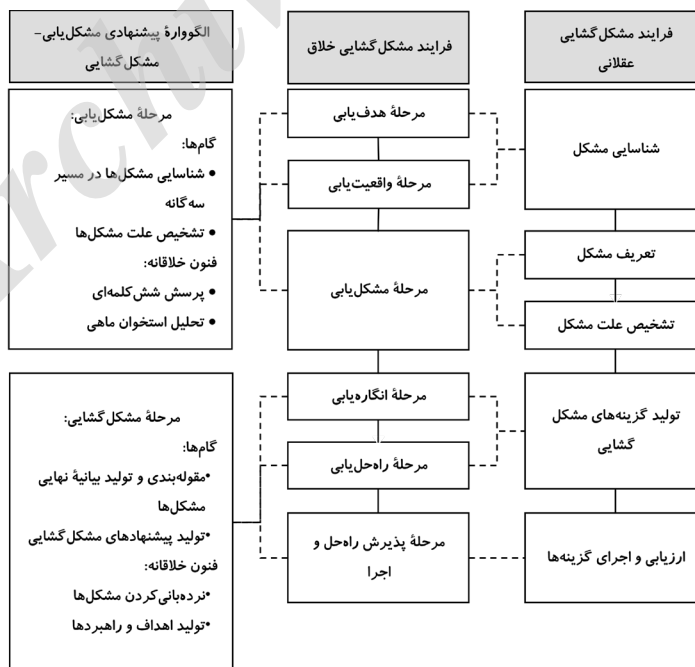 فرایند مشکل‌گشایی
عقلانی
شناسایی مشکل
تعریف مشکل
تشخیص علت مشکل
تولید گزینه‌های مشکل
گشایی
ارزیابی و اجرای گزینه‌ها
فرایند مشکل‌گشایی خلاق
مرحلهٔ هدف‌یابی
مرحلهٔ واقعیت‌یابی
مرحلهٔ مشکل‌یابی
مرحلهٔ انگاره‌یابی
مرحلهٔ راه‌حل‌یابی
مرحلهٔ پذیرش راه‌حل و
اجرا
الگووارهٔ پیشنهادی مشکل‌یابی-
مشکل‌گشایی
مرحلهٔ مشکل‌یابی:
گام‌ها:
• شناسایی مشکل‌ها در مسیر
سه گانه
• تشخیص علت مشکل‌ها
فنون خلاقانه:
• پرسش شش‌کلمه‌ای
• تحلیل استخوان ماهی
مرحلهٔ مشکل‌گشایی:
گام‌ها:
•مقوله‌بندی و تولید بیانیهٔ نهایی
مشکل‌ها
•تولید پیشنهادهای مشکل‌گشایی
فنون خلاقانه:
•نرده‌بانی‌کردن مشکل‌ها
•تولید اهداف و راهبردها